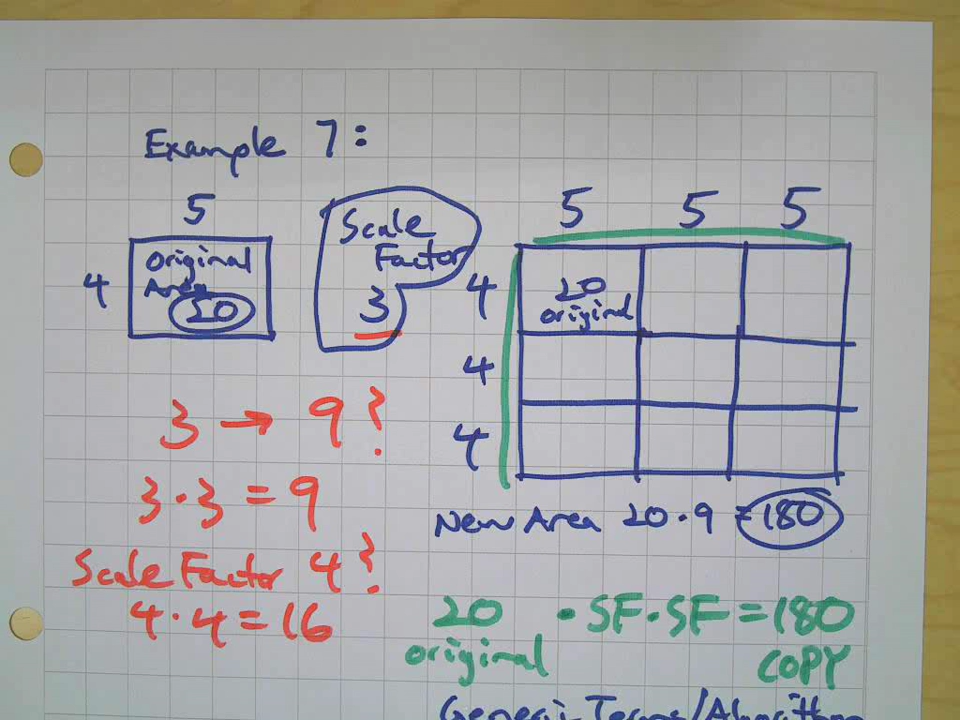 Example 7:
5
4
original
Area
20
Scale
Factor
3
5 5 5
4
4
4
20
original
3 → 9?
3·3=9
Scale Factor 4?
4·4=16
New Area 20·9 =180
20 ·SF·SF=180
original COPY
Terms/Algorithm